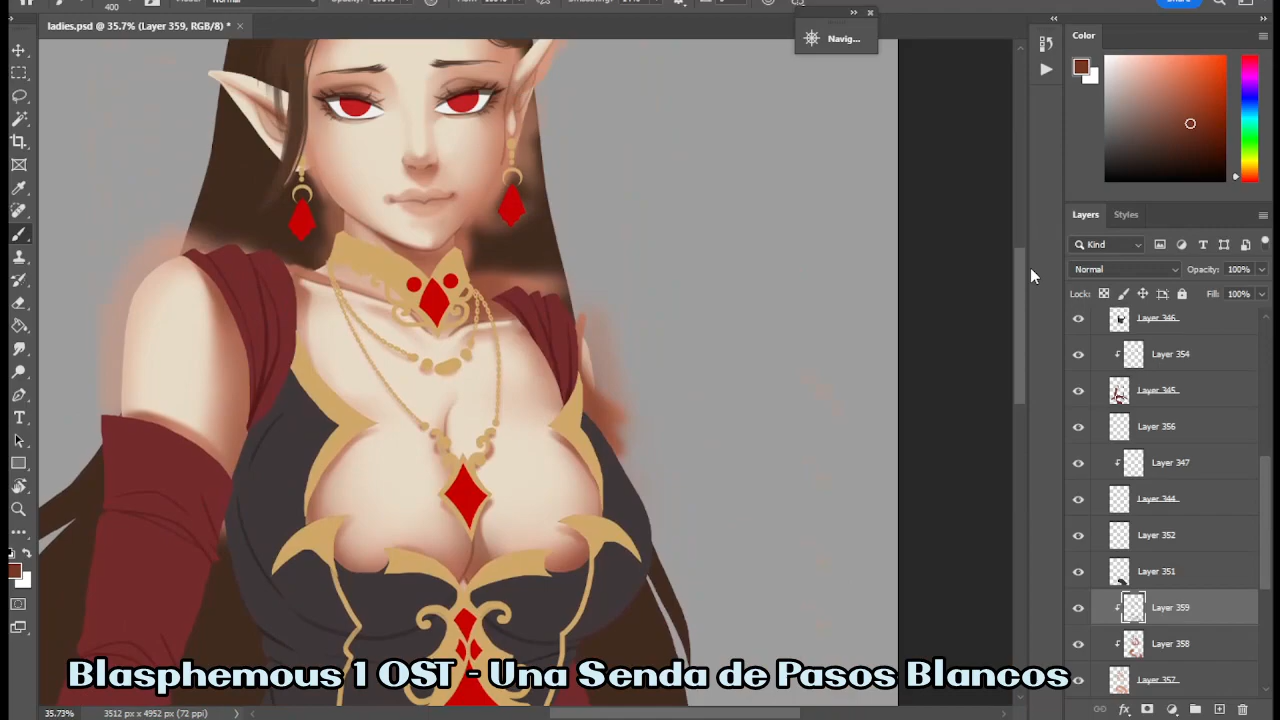 ladies.psd @ 35.7% (Layer 359, RGB/8) *
Navig...
Share
Color
Layers
Styles
Kind
Normal
Opacity: 100%
Lock:
Fill: 100%
Layer 346
Layer 354
Layer 345
Layer 356
Layer 347
Layer 344
Layer 352
Layer 351
Layer 359
Layer 358
Layer 357
Blasphemous 1 OST - Una Senda de Pasos Blancos
35.73%
3512 px x 4952 px (72 ppi)